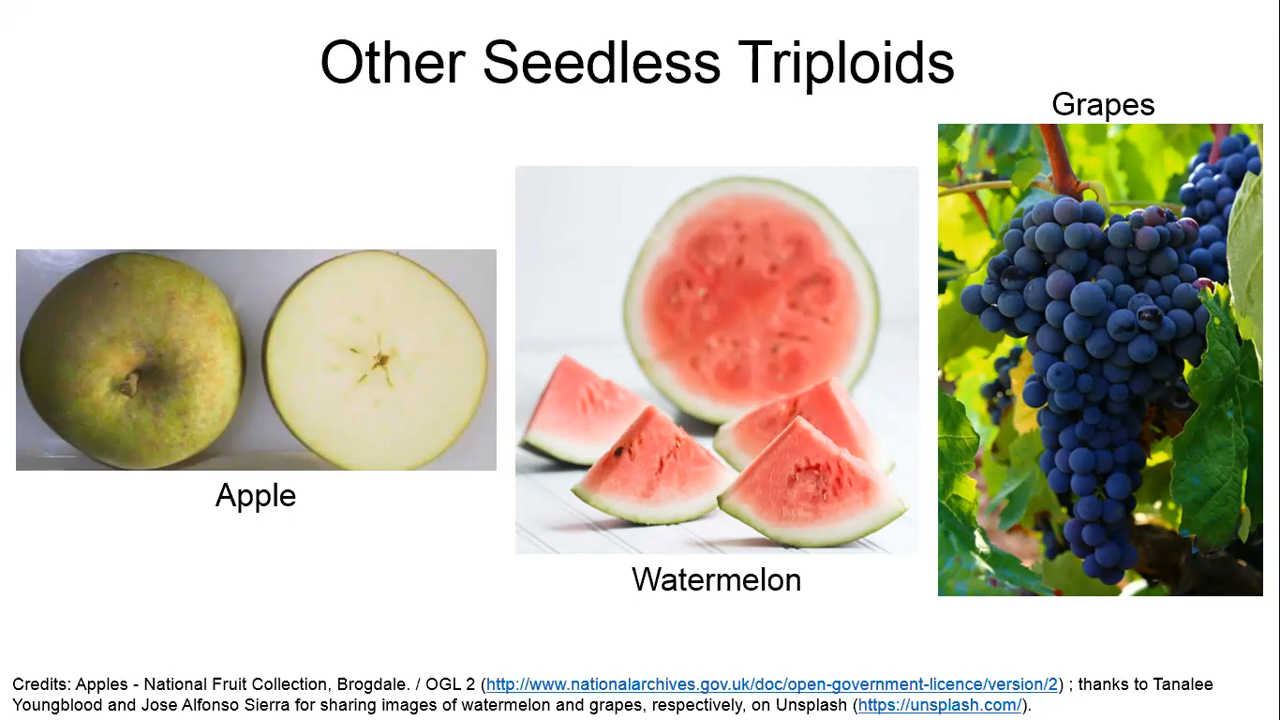 Other Seedless Triploids
Grapes
Apple
Watermelon
Credits: Apples - National Fruit Collection, Brogdale. / OGL 2 (http://www.nationalarchives.gov.uk/doc/open-government-licence/version/2) ; thanks to Tanalee
Youngblood and Jose Alfonso Sierra for sharing images of watermelon and grapes, respectively, on Unsplash (https://unsplash.com/).